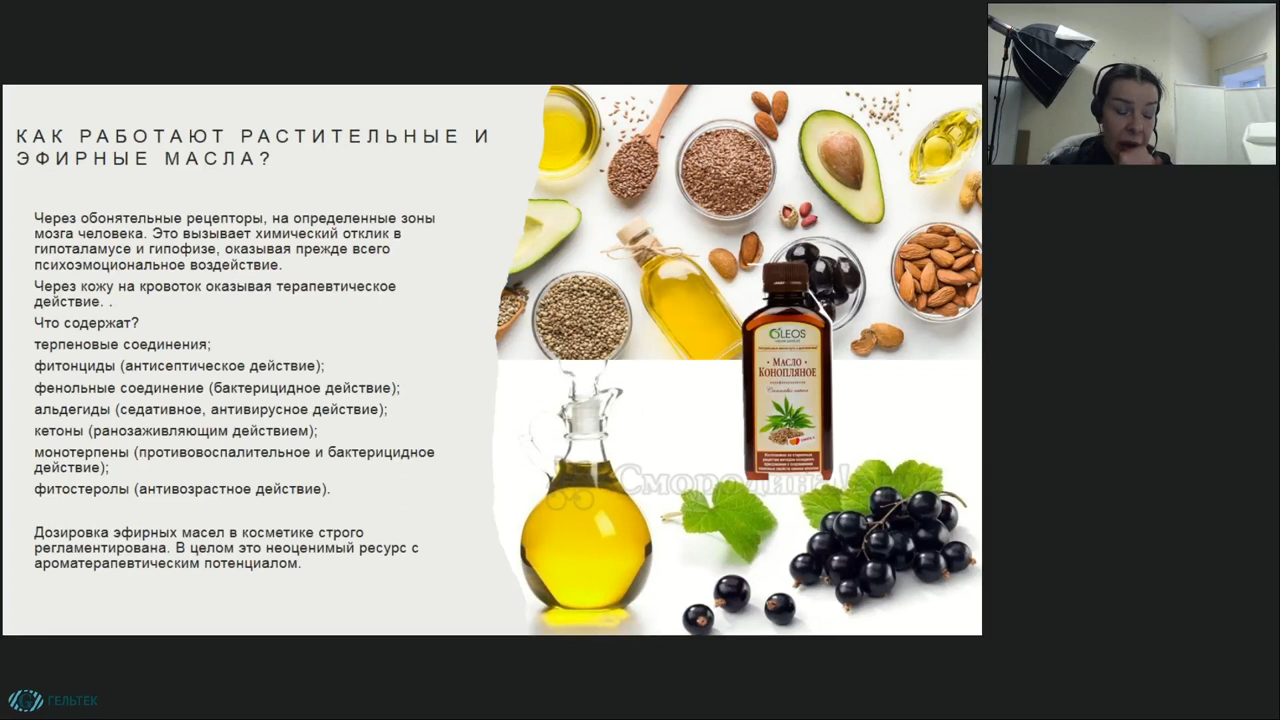 КАК РАБОТАЮТ РАСТИТЕЛЬНЫЕ И
ЭФИРНЫЕ МАСЛА?
Через обонятельные рецепторы, на определенные зоны
мозга человека. Это вызывает химический отклик в
гипоталамусе и гипофизе, оказывая прежде всего
психоэмоциональное воздействие.
Через кожу на кровоток оказывая терапевтическое
действие. .
Что содержат?
терпеновые соединения;
фитонциды (антисептическое действие);
фенольные соединение (бактерицидное действие);
альдегиды (седативное, антивирусное действие);
кетоны (ранозаживляющим действием);
монотерпены (противовоспалительное и бактерицидное
действие);
фитостеролы (антивозрастное действие).
Дозировка эфирных масел в косметике строго
регламентирована. В целом это неоценимый ресурс с
ароматерапевтическим потенциалом.
OLEOS
МАСЛО
КОНОПЛЯНОЕ
Смородина!
ГЕЛЬТЕК